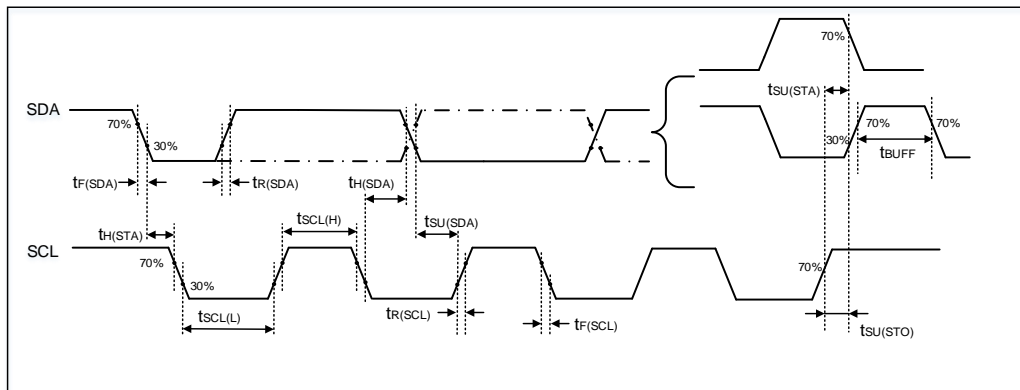 70%
tSU(STA)
SDA
70%
30%
30%
70%
70%
tBUFF
tF(SDA)
tR(SDA)
tH(SDA)
tH(STA)
tSCL(H)
tSU(SDA)
SCL
70%
30%
70%
tSCL(L)
tR(SCL)
tF(SCL)
tSU(STO)